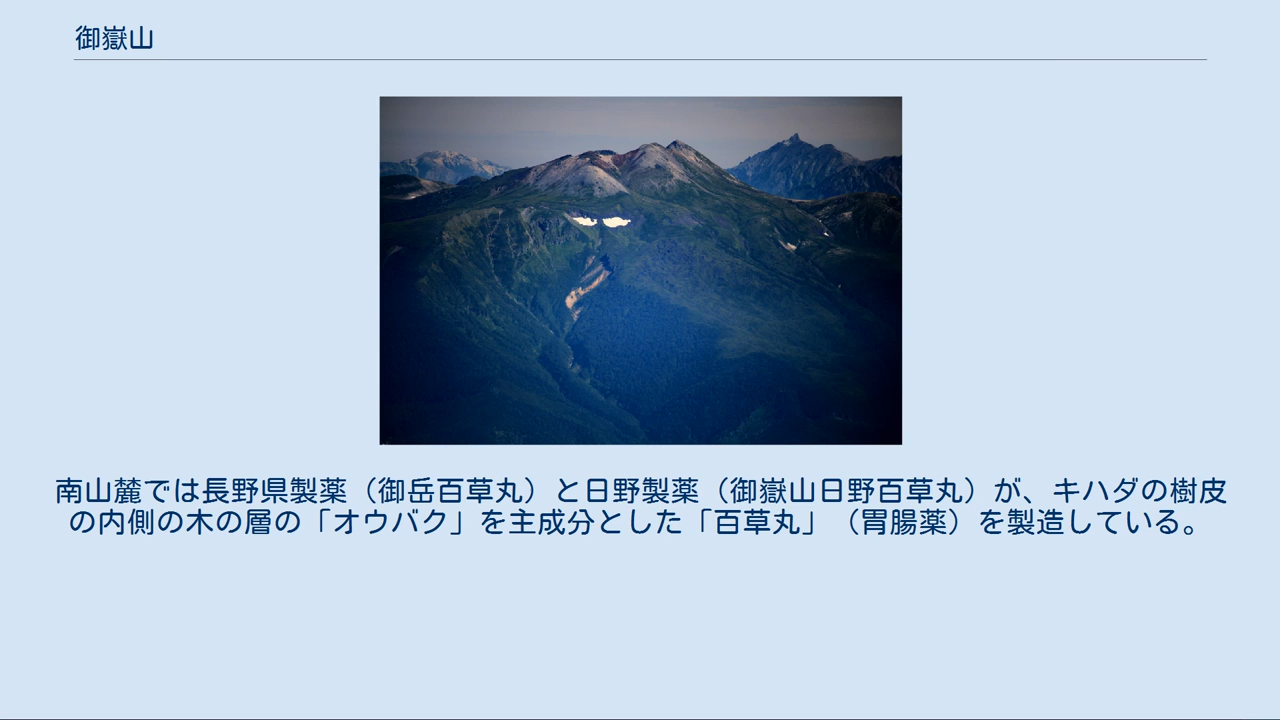 御嶽山
南山麓では長野県製薬（御岳百草丸）と日野製薬（御嶽山日野百草丸）が、キハダの樹皮
の内側の木の層の「オウバク」を主成分とした「百草丸」（胃腸薬）を製造している。